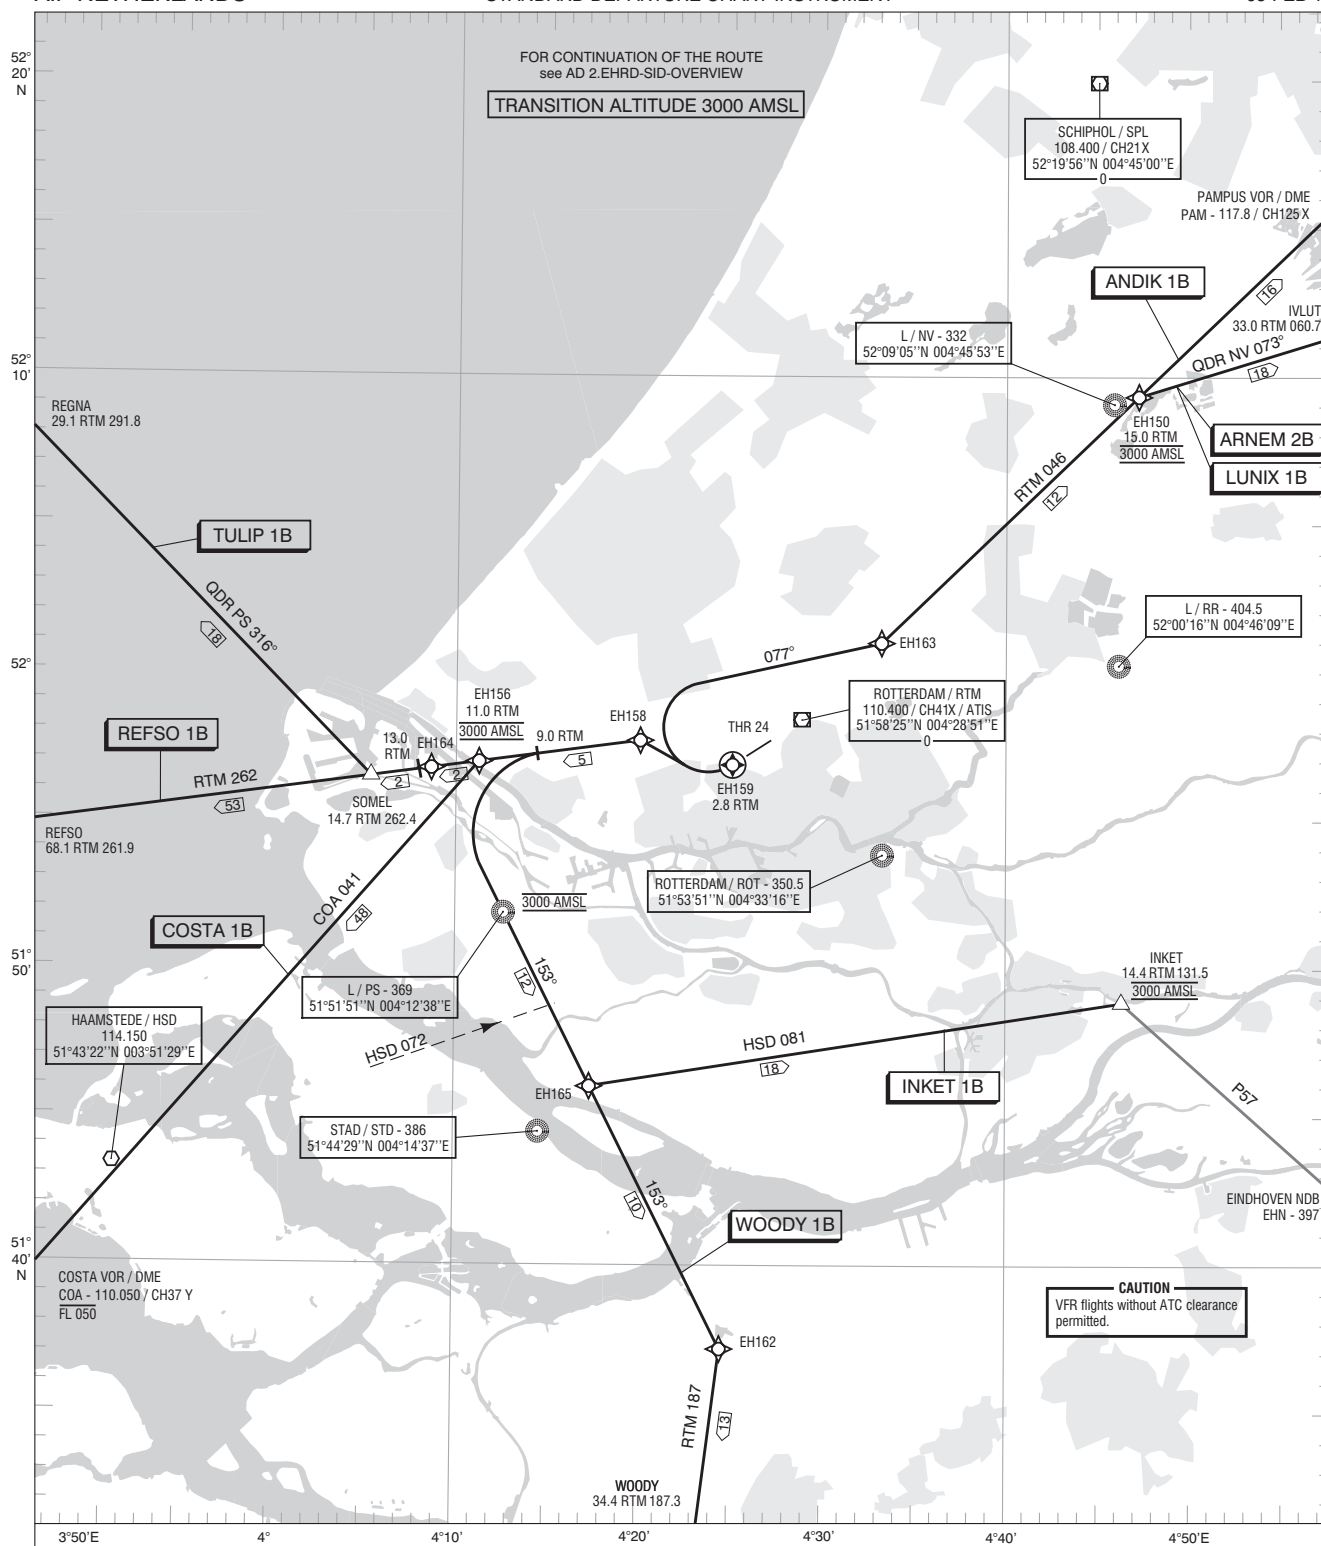 52°
20'
N
FOR CONTINUATION OF THE ROUTE
see AD 2.EHRD-SID-OVERVIEW
TRANSITION ALTITUDE 3000 AMSL
SCHIPHOL / SPL
108.400 / CH21X
52°19'56''N 004°45'00''E
0
PAMPUS VOR / DME
PAM - 117.8 / CH125X
ANDIK 1B
16
IVLUT
33.0 RTM 060.7
L / NV - 332
52°09'05''N 004°45'53''E
QDR NV 073°
18
52°
10'
REGNA
29.1 RTM 291.8
EH150
15.0 RTM
3000 AMSL
ARNEM 2B
LUNIX 1B
RTM 046
12
TULIP 1B
QDR PS 316°
18
L / RR - 404.5
52°00'16''N 004°46'09''E
52°
077°
EH163
EH156
11.0 RTM
3000 AMSL
EH158
ROTTERDAM / RTM
110.400 / CH41X / ATIS
51°58'25''N 004°28'51''E
0
THR 24
REFSO 1B
13.0
RTM
EH164
9.0 RTM
5
2
2
RTM 262
53
SOMEL
14.7 RTM 262.4
EH159
2.8 RTM
REFSO
68.1 RTM 261.9
ROTTERDAM / ROT - 350.5
51°53'51''N 004°33'16''E
3000 AMSL
COA 041
48
COSTA 1B
51°
50'
153°
12
L / PS - 369
51°51'51''N 004°12'38''E
INKET
14.4 RTM 131.5
3000 AMSL
HAAMSTEDE / HSD
114.150
51°43'22''N 003°51'29''E
HSD 072
HSD 081
18
INKET 1B
EH165
P57
STAD / STD - 386
51°44'29''N 004°14'37''E
153°
10
WOODY 1B
EINDHOVEN NDB
EHN - 397
51°
40'
N
COSTA VOR / DME
COA - 110.050 / CH37 Y
FL 050
CAUTION
VFR flights without ATC clearance
permitted.
EH162
RTM 187
13
WOODY
34.4 RTM 187.3
3°50'E
4°
4°10'
4°20'
4°30'
4°40'
4°50'E